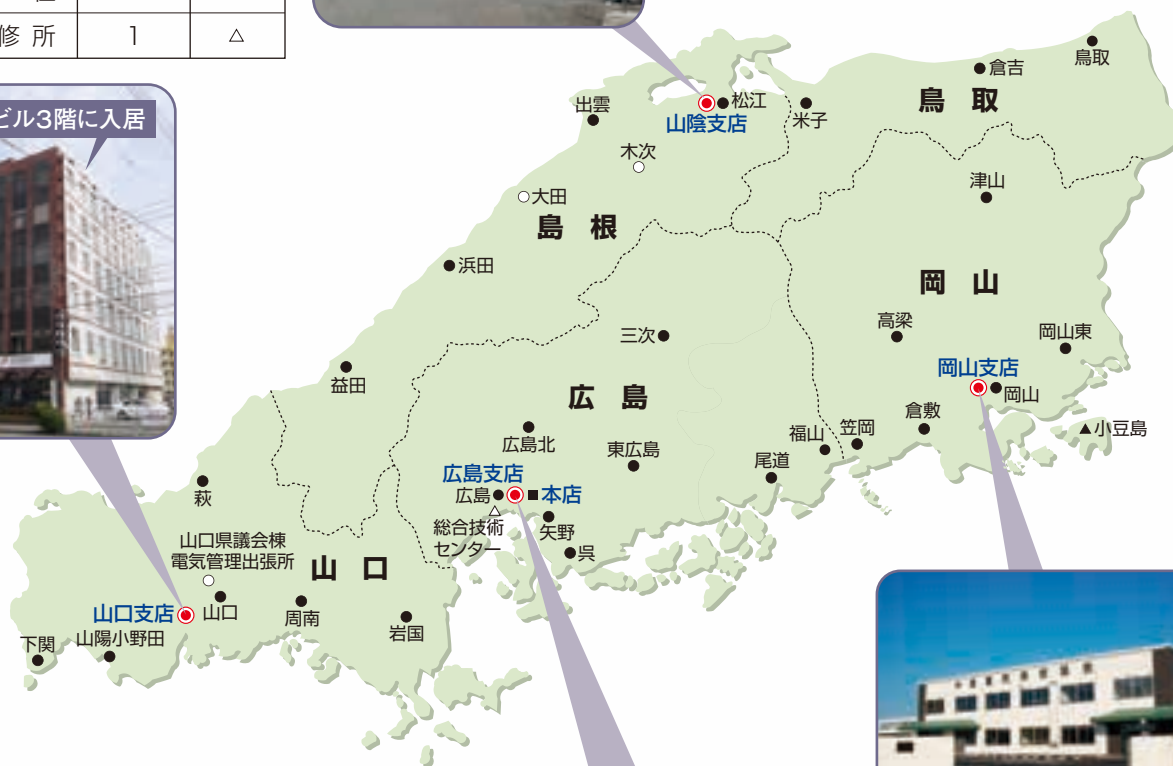 修 所 1 △
ビル3階に入居
鳥取
倉吉
鳥 取
出雲
松江
米子
山陰支店
木次
津山
大田
島 根
浜田
岡 山
高梁
岡山東
三次
益田
岡山支店
岡山
広 島
倉敷
小豆島
笠岡
福山
広島北
東広島
尾道
広島支店
広島
本店
萩
総合技術
センター
矢野
呉
山口県議会棟
電気管理出張所
山 口
山口支店
山口
周南
岩国
下関
山陽小野田